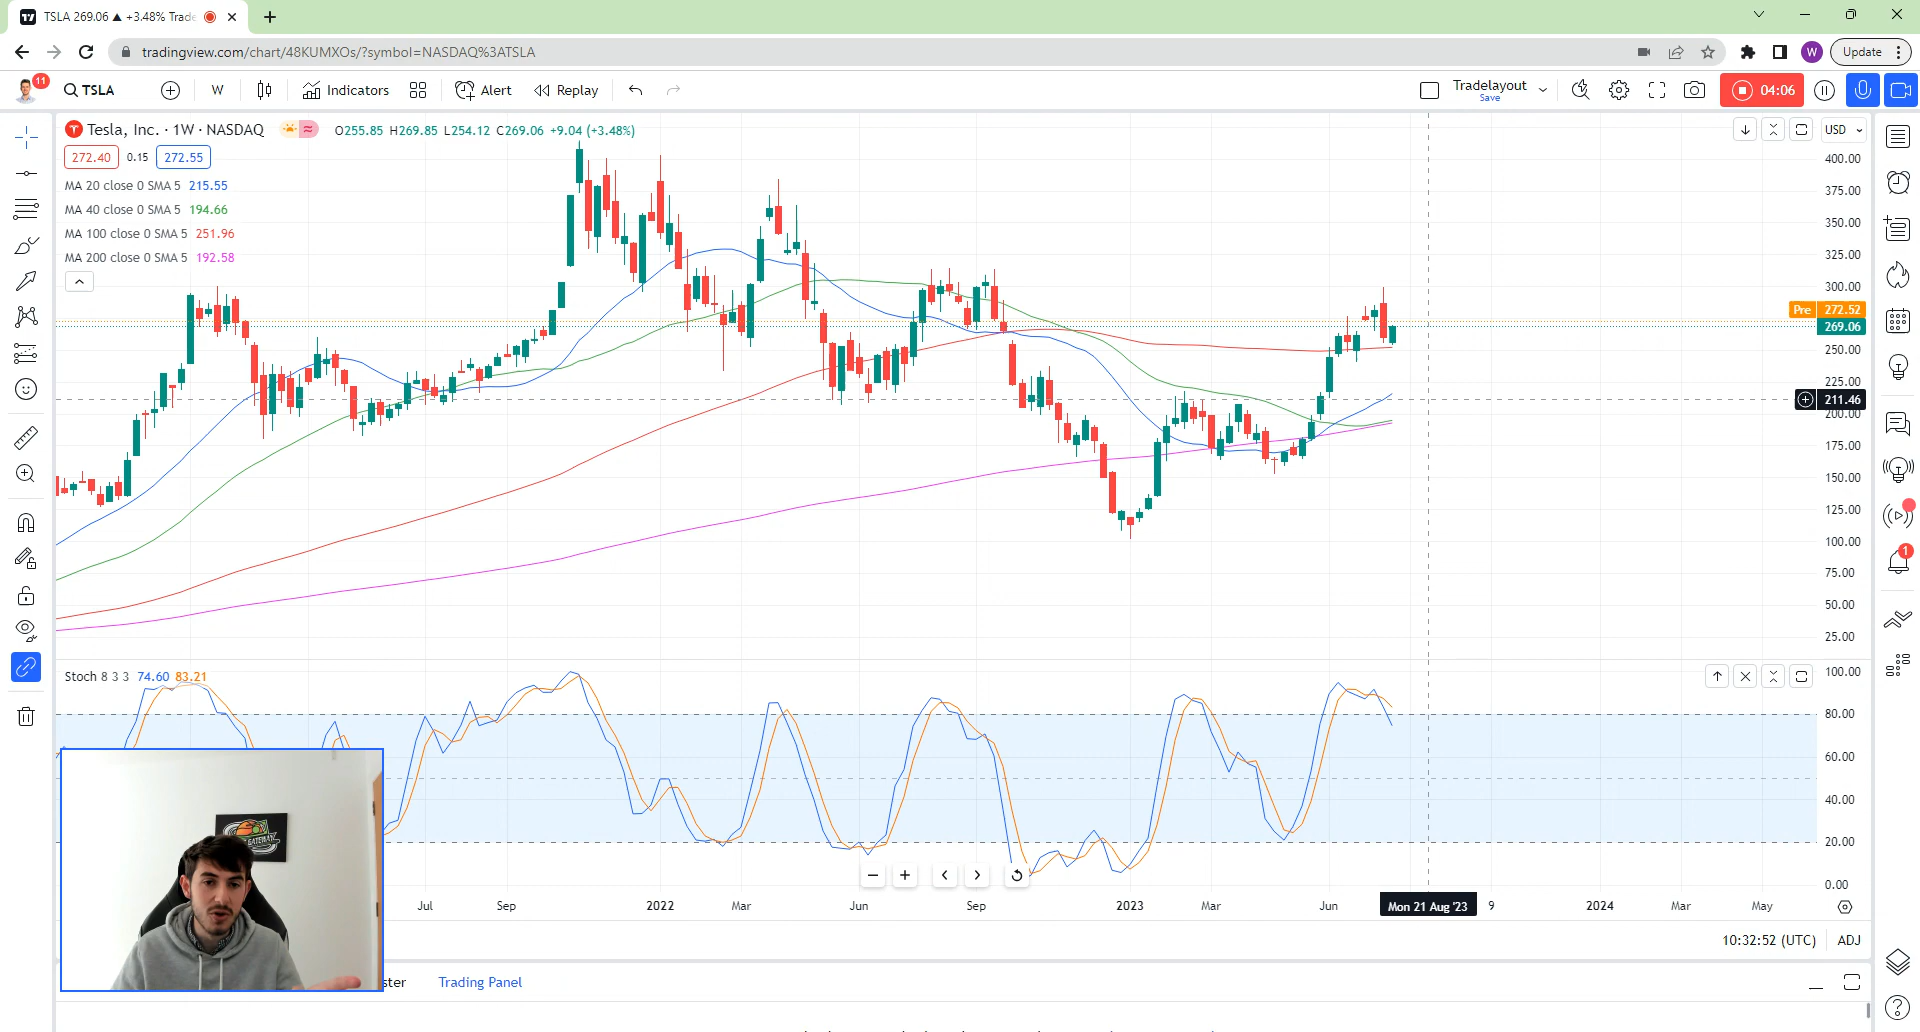 TSLA 269.06 ▲ +3.48% Trade
tradingview.com/chart/48KUMXOs/?symbol=NASDAQ%3ATSLA
W
Update
11
TSLA
W
Indicators
Alert
Replay
Tradelayout
Save
04:06
Tesla, Inc. · 1W · NASDAQ
O255.85 H269.85 L254.12 C269.06 +9.04 (+3.48%)
USD
272.40 0.15 272.55
MA 20 close 0 SMA 5 215.55
MA 40 close 0 SMA 5 194.66
MA 100 close 0 SMA 5 251.96
MA 200 close 0 SMA 5 192.58
400.00
375.00
350.00
325.00
300.00
Pre 272.52
269.06
250.00
225.00
211.46
200.00
175.00
150.00
125.00
100.00
75.00
50.00
25.00
Stoch 8 3 3 74.60 83.21
100.00
80.00
60.00
40.00
20.00
0.00
GATEWAY
Jul Sep 2022 Mar Jun Sep 2023 Mar Jun Mon 21 Aug '23 9 2024 Mar May
10:32:52 (UTC) ADJ
ster Trading Panel
1